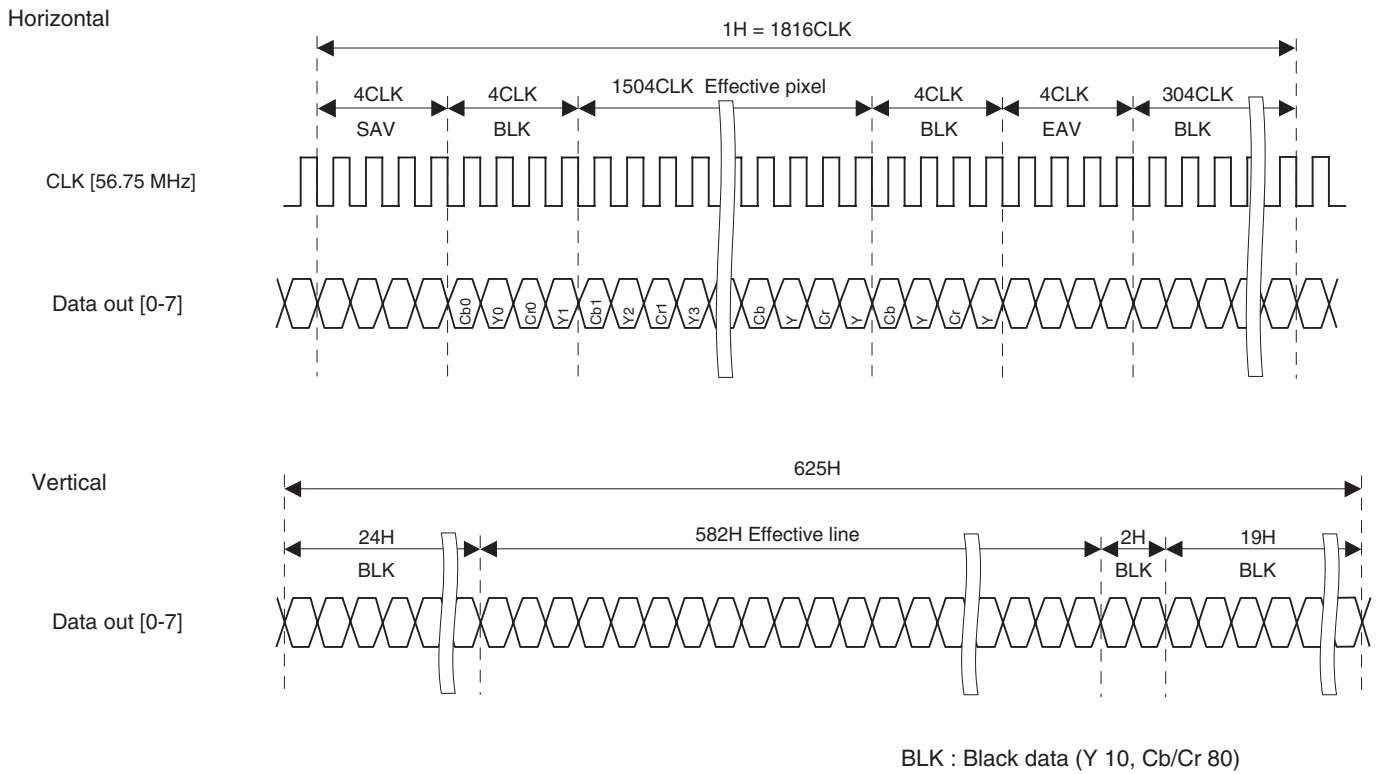 Horizontal
1H = 1816CLK
4CLK 4CLK 1504CLK Effective pixel 4CLK 4CLK 304CLK
SAV BLK BLK EAV BLK
CLK [56.75 MHz]
Data out [0-7]
Cb0 Y0 Cr0 Y1 Cb1 Y2 Cr1 Y3 Cb Y Cr Y Cb Y Cr Y
Vertical
625H
24H 582H Effective line 2H 19H
BLK BLK BLK
Data out [0-7]
BLK : Black data (Y 10, Cb/Cr 80)